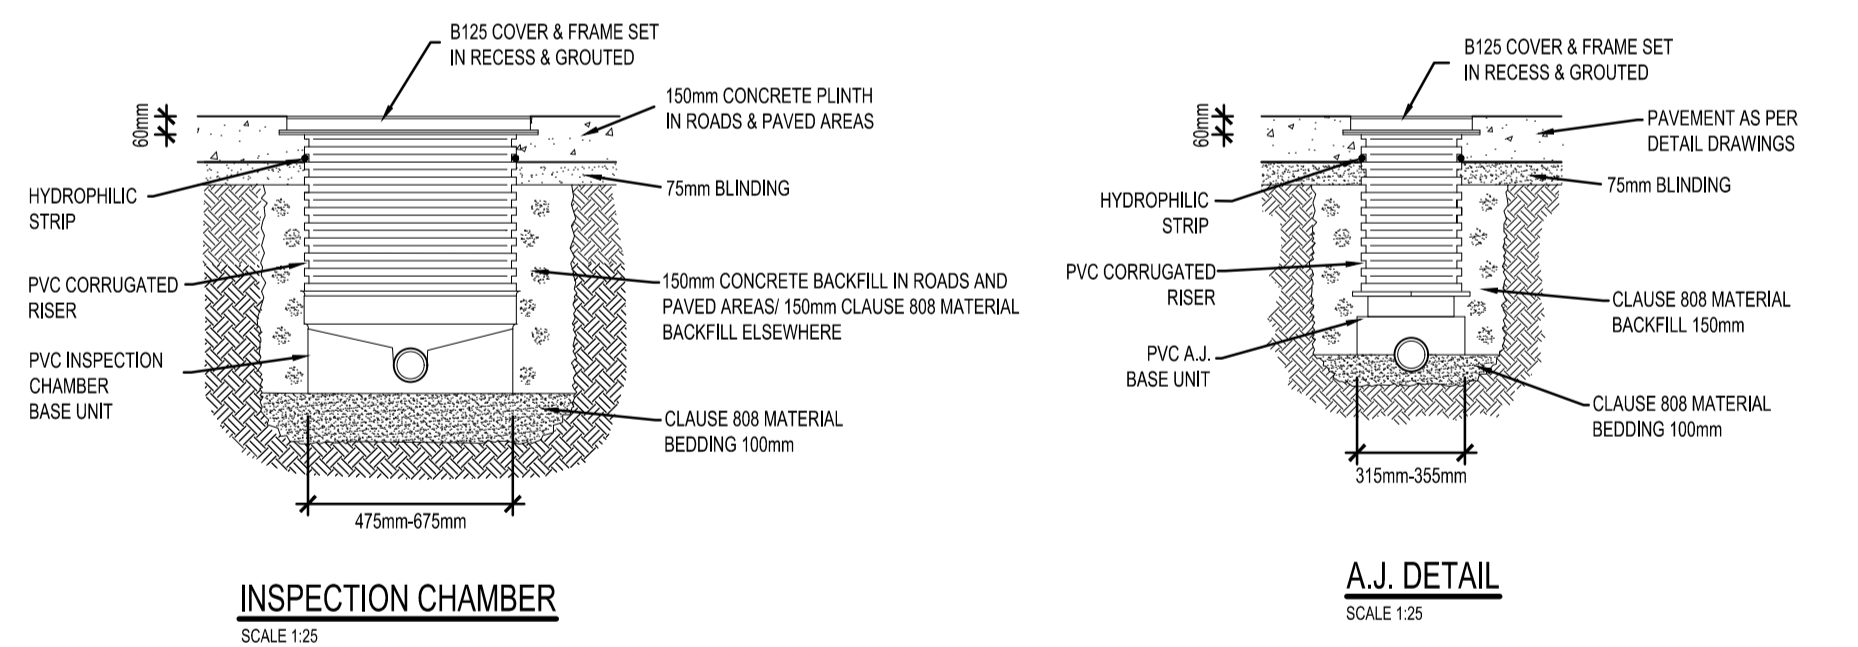 B125 COVER & FRAME SET
IN RECESS & GROUTED
60mm
150mm CONCRETE PLINTH
IN ROADS & PAVED AREAS
HYDROPHILIC
STRIP
75mm BLINDING
PVC CORRUGATED
RISER
150mm CONCRETE BACKFILL IN ROADS AND
PAVED AREAS/ 150mm CLAUSE 808 MATERIAL
BACKFILL ELSEWHERE
PVC INSPECTION
CHAMBER
BASE UNIT
CLAUSE 808 MATERIAL
BEDDING 100mm
475mm-675mm
INSPECTION CHAMBER
SCALE 1:25
B125 COVER & FRAME SET
IN RECESS & GROUTED
60mm
PAVEMENT AS PER
DETAIL DRAWINGS
HYDROPHILIC
STRIP
75mm BLINDING
PVC CORRUGATED
RISER
CLAUSE 808 MATERIAL
BACKFILL 150mm
PVC A.J.
BASE UNIT
CLAUSE 808 MATERIAL
BEDDING 100mm
315mm-355mm
A.J. DETAIL
SCALE 1:25